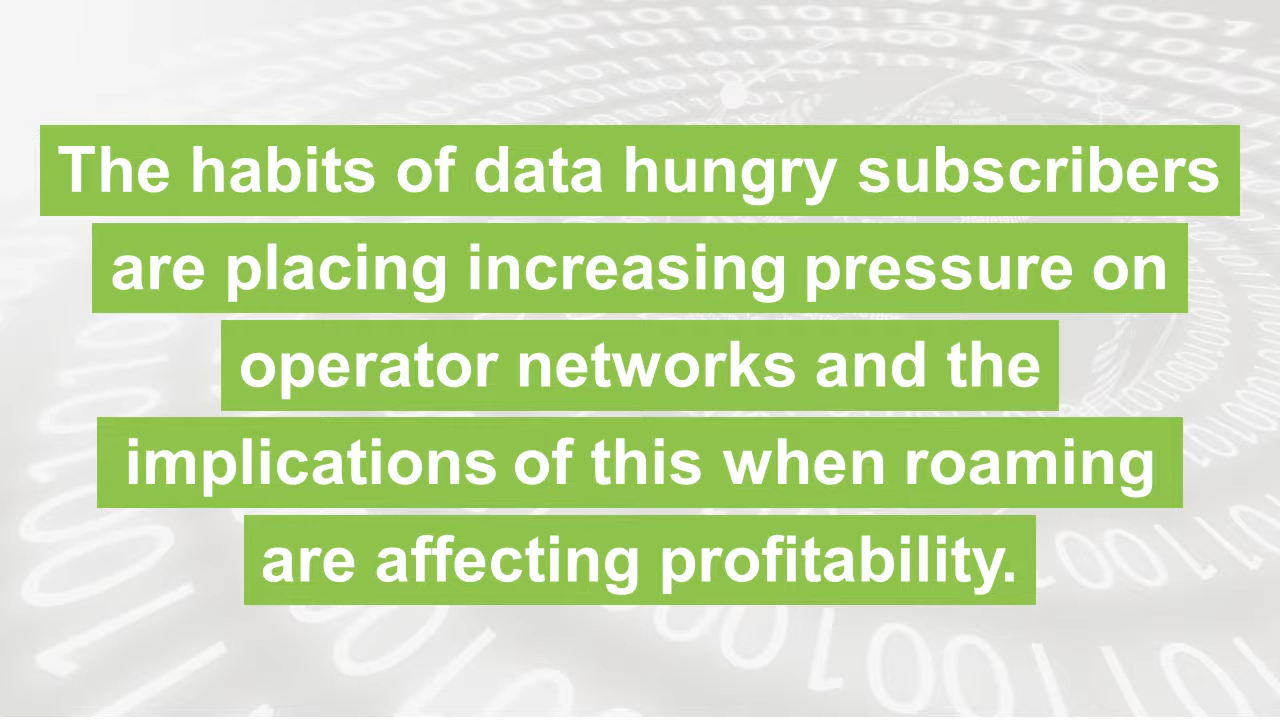 The habits of data hungry subscribers
are placing increasing pressure on
operator networks and the
implications of this when roaming
are affecting profitability.